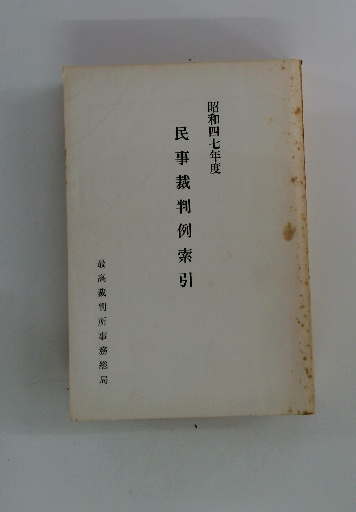 昭和四七年度
民事裁判例索引
最高裁判所事務総局